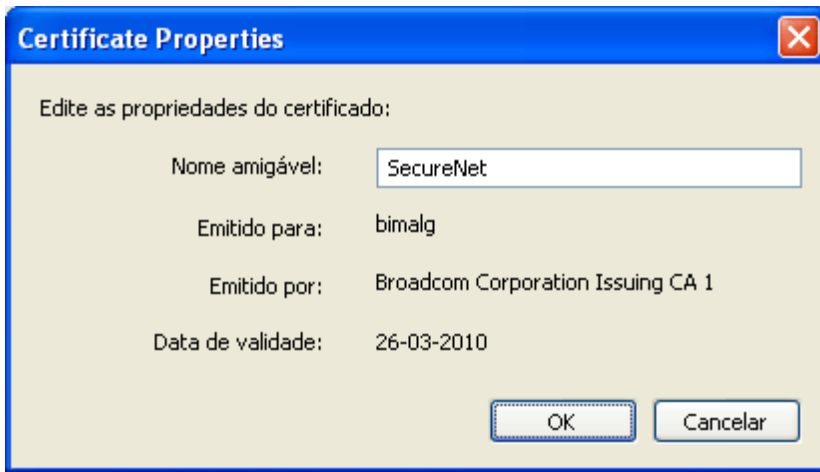 Certificate Properties
Edite as propriedades do certificado:
Nome amigável: SecureNet
Emitido para: bimalg
Emitido por: Broadcom Corporation Issuing CA 1
Data de validade: 26-03-2010
OK Cancelar